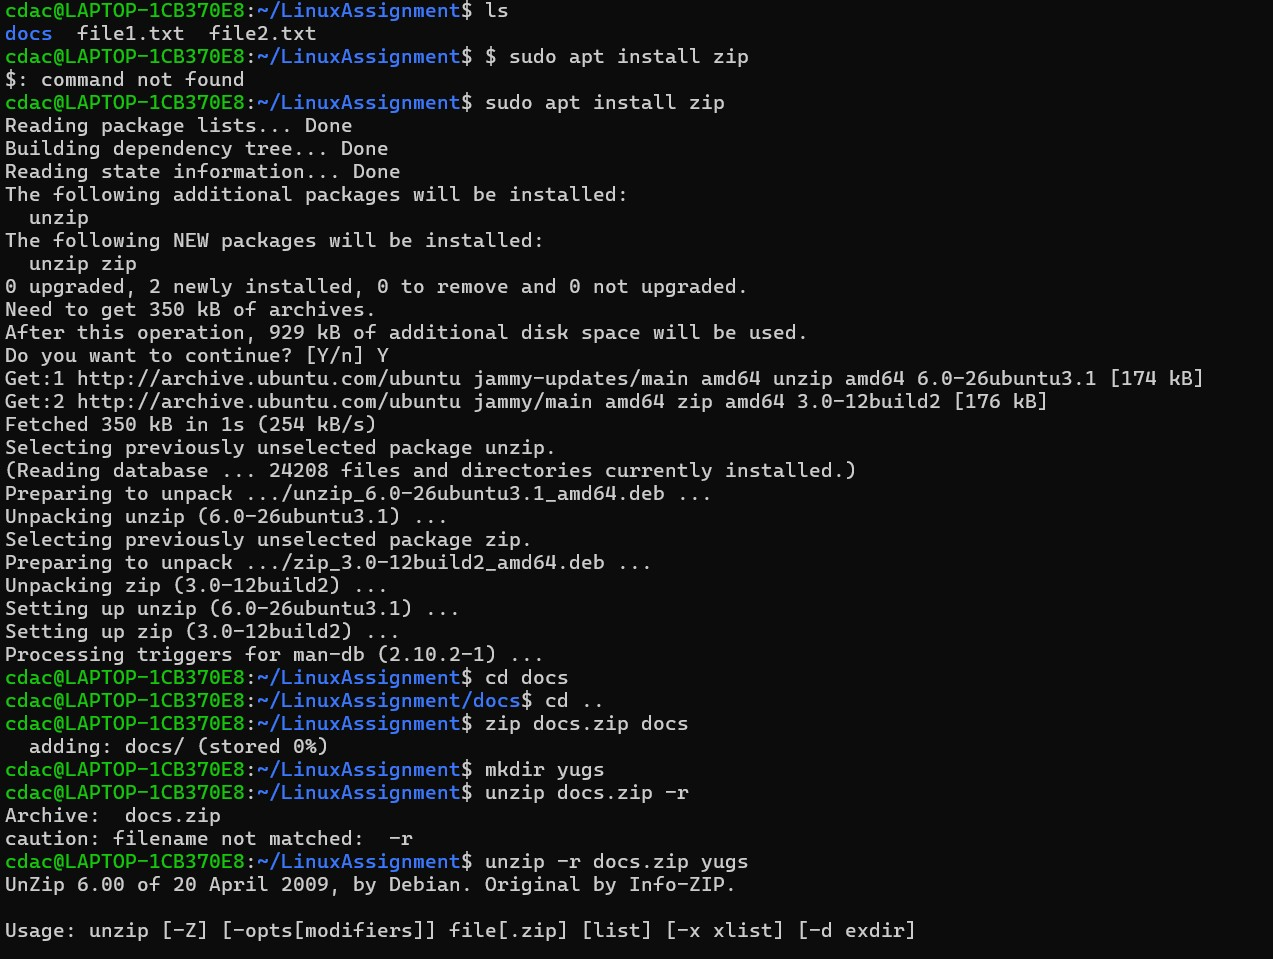 cdac@LAPTOP-1CB370E8:~/LinuxAssignment$ ls
docs  file1.txt  file2.txt
cdac@LAPTOP-1CB370E8:~/LinuxAssignment$ $ sudo apt install zip
$: command not found
cdac@LAPTOP-1CB370E8:~/LinuxAssignment$ sudo apt install zip
Reading package lists... Done
Building dependency tree... Done
Reading state information... Done
The following additional packages will be installed:
  unzip
The following NEW packages will be installed:
  unzip zip
0 upgraded, 2 newly installed, 0 to remove and 0 not upgraded.
Need to get 350 kB of archives.
After this operation, 929 kB of additional disk space will be used.
Do you want to continue? [Y/n] Y
Get:1 http://archive.ubuntu.com/ubuntu jammy-updates/main amd64 unzip amd64 6.0-26ubuntu3.1 [174 kB]
Get:2 http://archive.ubuntu.com/ubuntu jammy/main amd64 zip amd64 3.0-12build2 [176 kB]
Fetched 350 kB in 1s (254 kB/s)
Selecting previously unselected package unzip.
(Reading database ... 24208 files and directories currently installed.)
Preparing to unpack .../unzip_6.0-26ubuntu3.1_amd64.deb ...
Unpacking unzip (6.0-26ubuntu3.1) ...
Selecting previously unselected package zip.
Preparing to unpack .../zip_3.0-12build2_amd64.deb ...
Unpacking zip (3.0-12build2) ...
Setting up unzip (6.0-26ubuntu3.1) ...
Setting up zip (3.0-12build2) ...
Processing triggers for man-db (2.10.2-1) ...
cdac@LAPTOP-1CB370E8:~/LinuxAssignment$ cd docs
cdac@LAPTOP-1CB370E8:~/LinuxAssignment/docs$ cd ..
cdac@LAPTOP-1CB370E8:~/LinuxAssignment$ zip docs.zip docs
  adding: docs/ (stored 0%)
cdac@LAPTOP-1CB370E8:~/LinuxAssignment$ mkdir yugs
cdac@LAPTOP-1CB370E8:~/LinuxAssignment$ unzip docs.zip -r
Archive:  docs.zip
caution: filename not matched:  -r
cdac@LAPTOP-1CB370E8:~/LinuxAssignment$ unzip -r docs.zip yugs
UnZip 6.00 of 20 April 2009, by Debian. Original by Info-ZIP.

Usage: unzip [-Z] [-opts[modifiers]] file[.zip] [list] [-x xlist] [-d exdir]